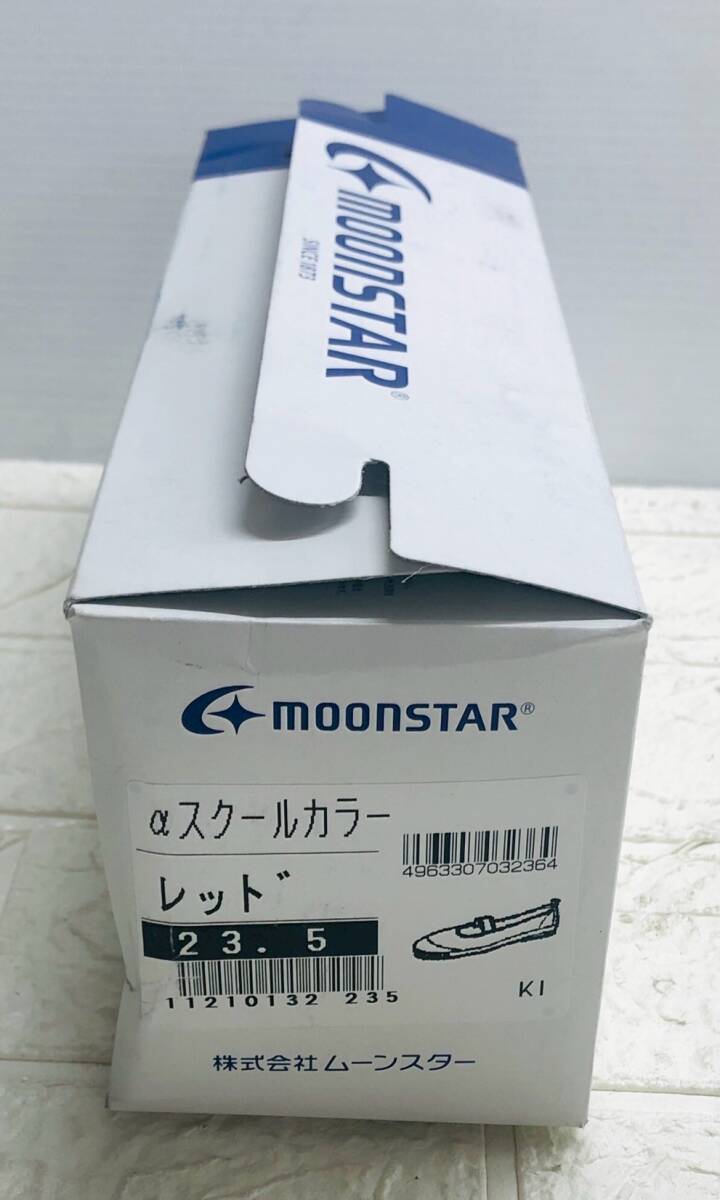 MOONSTAR®
SINCE 1873
MOONSTAR®
αスクールカラー
4963307032364
レッド
23.5
11210132 235
KI
株式会社ムーンスター